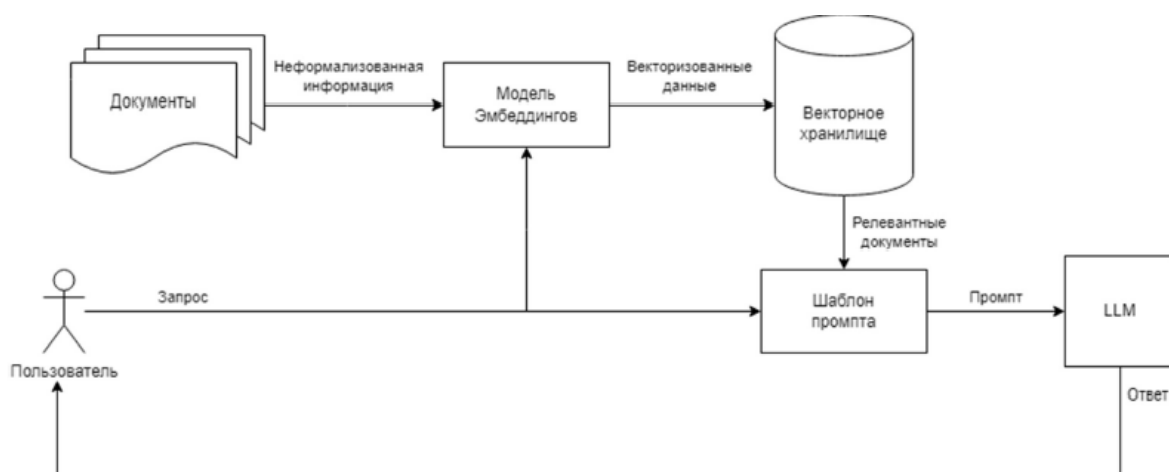 Документы
Неформализованная
информация
Модель
Эмбеддингов
Векторизованные
данные
Векторное
хранилище
Релевантные
документы
Запрос
Шаблон
промпта
Промпт
LLM
Пользователь
Ответ